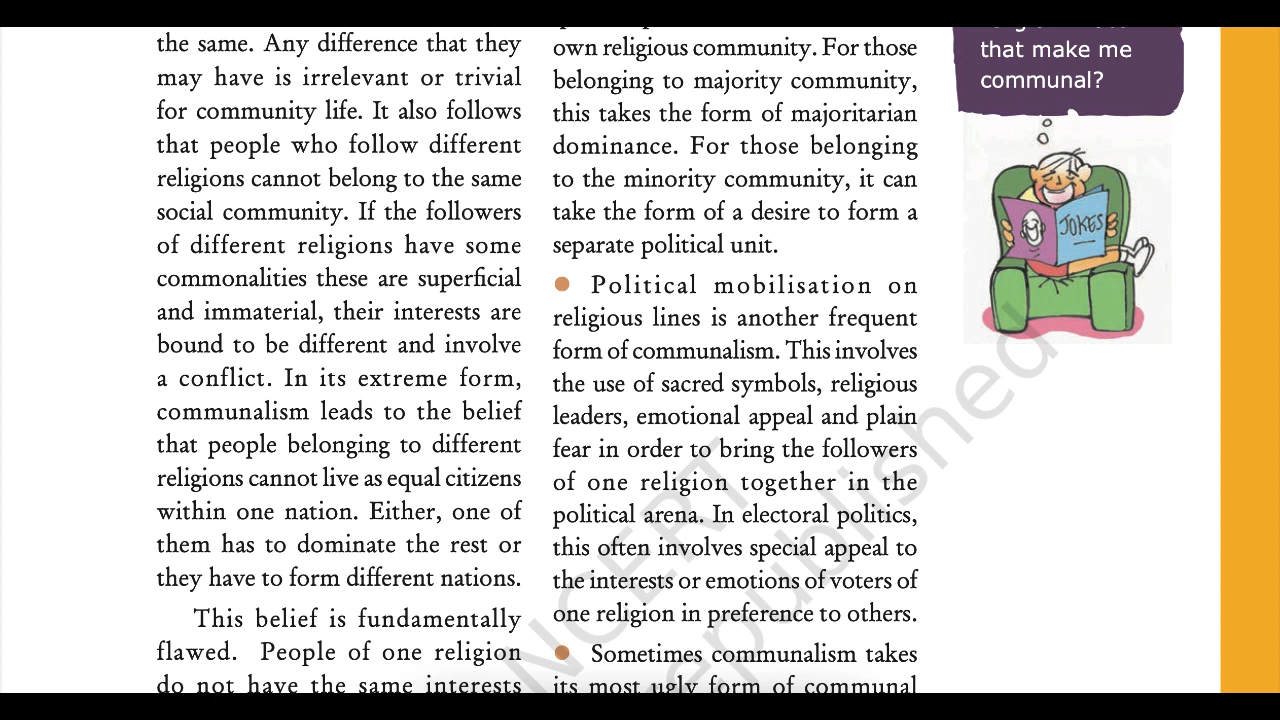 the same. Any difference that they
may have is irrelevant or trivial
for community life. It also follows
that people who follow different
religions cannot belong to the same
social community. If the followers
of different religions have some
commonalities these are superficial
and immaterial, their interests are
bound to be different and involve
a conflict. In its extreme form,
communalism leads to the belief
that people belonging to different
religions cannot live as equal citizens
within one nation. Either, one of
them has to dominate the rest or
they have to form different nations.
This belief is fundamentally
flawed. People of one religion
do not have the same interests
own religious community. For those
belonging to majority community,
this takes the form of majoritarian
dominance. For those belonging
to the minority community, it can
take the form of a desire to form a
separate political unit.
● Political mobilisation on
religious lines is another frequent
form of communalism. This involves
the use of sacred symbols, religious
leaders, emotional appeal and plain
fear in order to bring the followers
of one religion together in the
political arena. In electoral politics,
this often involves special appeal to
the interests or emotions of voters of
one religion in preference to others.
● Sometimes communalism takes
its most ugly form of communal
that make me
communal?
JOKES
NCERT
republished